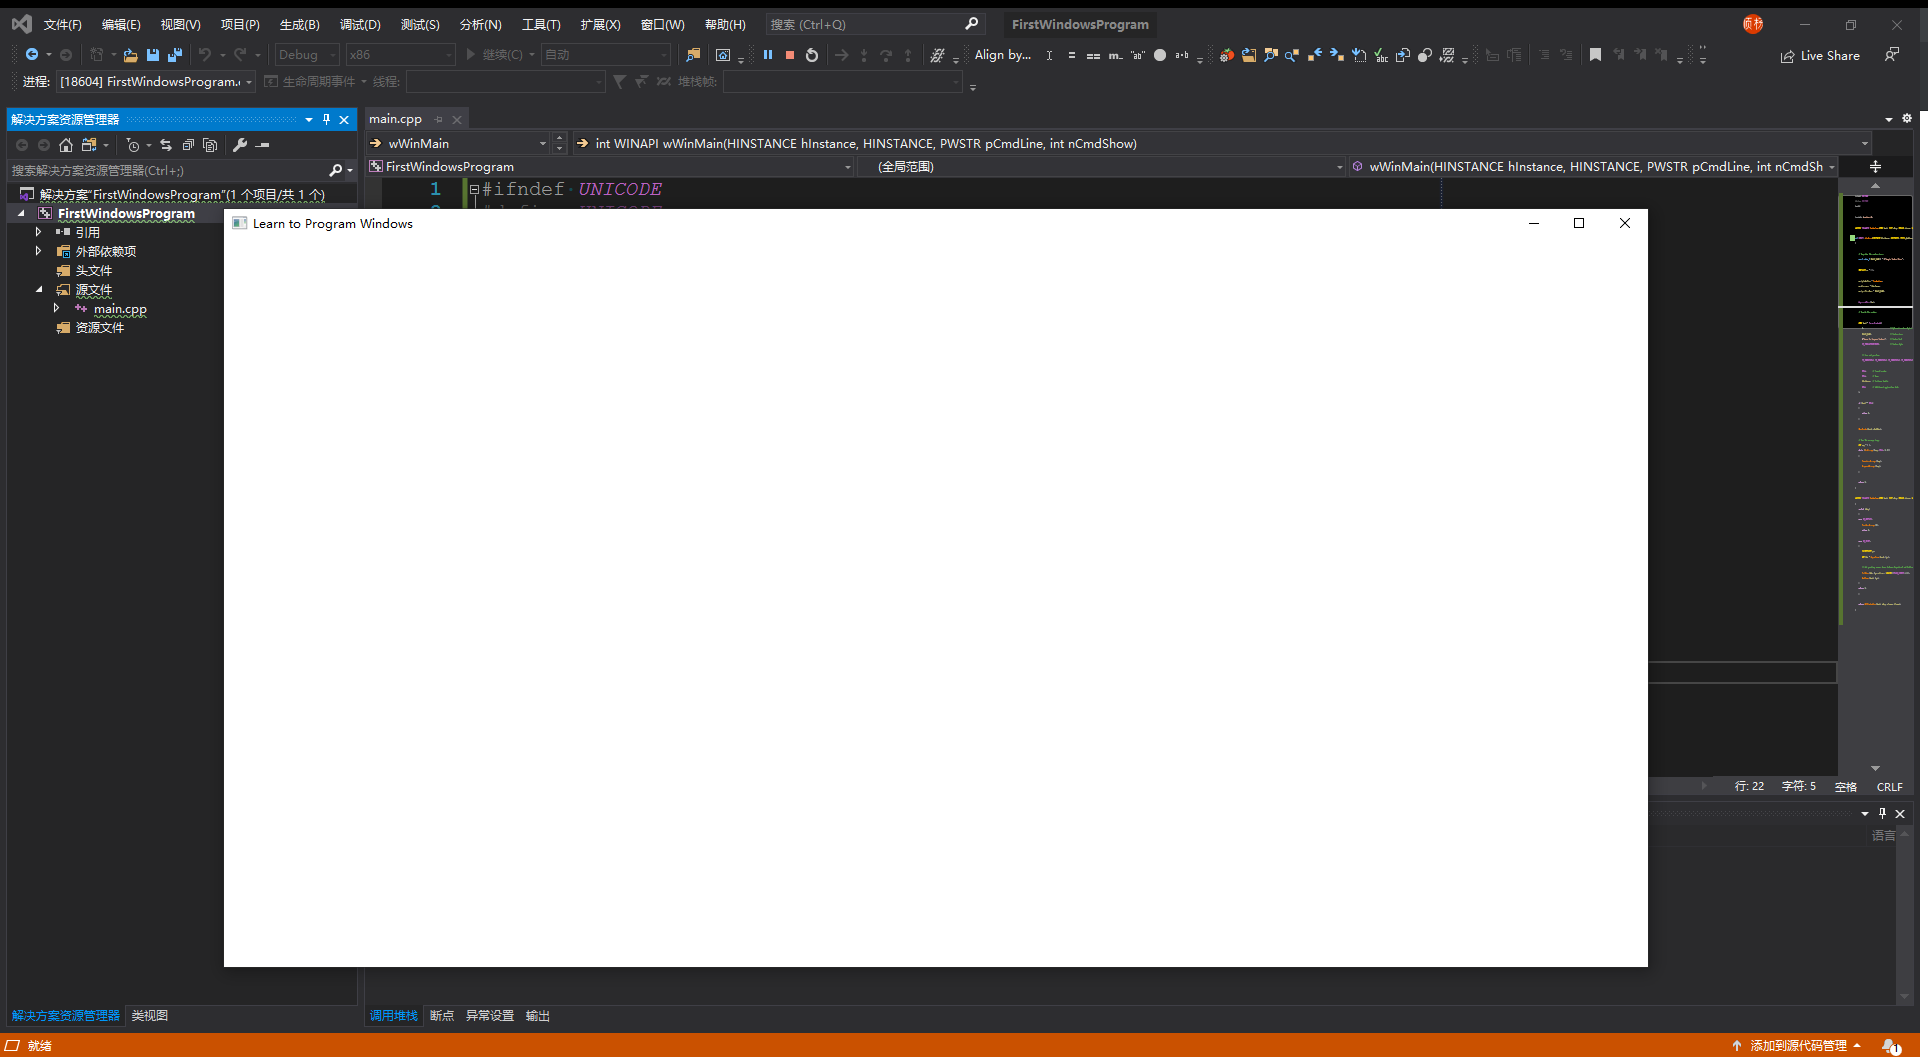 文件(F) 编辑(E) 视图(V) 项目(P) 生成(B) 调试(D) 测试(S) 分析(N) 工具(T) 扩展(X) 窗口(W) 帮助(H) 搜索 (Ctrl+Q) FirstWindowsProgram
Debug x86 继续(C) 自动 Align by... Live Share
进程: [18604] FirstWindowsProgram. 生命周期事件 线程: 堆栈帧:
解决方案资源管理器
main.cpp
wWinMain int WINAPI wWinMain(HINSTANCE hInstance, HINSTANCE, PWSTR pCmdLine, int nCmdShow)
搜索解决方案资源管理器(Ctrl+;)
FirstWindowsProgram (全局范围) wWinMain(HINSTANCE hInstance, HINSTANCE, PWSTR pCmdLine, int nCmdSh
解决方案"FirstWindowsProgram"(1 个项目/共 1 个)
1 #ifndef UNICODE
FirstWindowsProgram
引用
外部依赖项
头文件
源文件
main.cpp
资源文件
Learn to Program Windows
行: 22 字符: 5 空格 CRLF
语言
解决方案资源管理器 类视图
调用堆栈 断点 异常设置 输出
就绪
添加到源代码管理 1